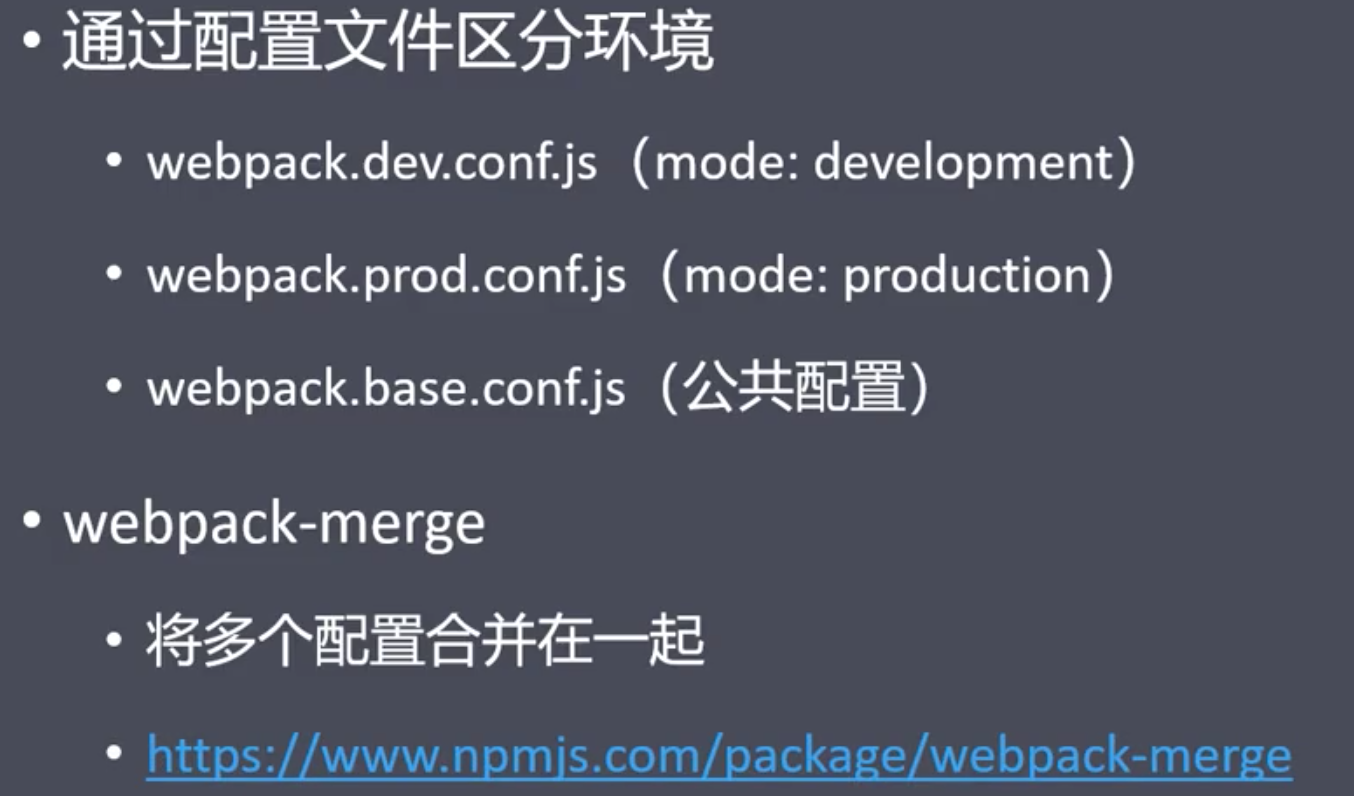 • 通过配置文件区分环境
• webpack.dev.conf.js（mode: development）
• webpack.prod.conf.js（mode: production）
• webpack.base.conf.js（公共配置）
• webpack-merge
• 将多个配置合并在一起
• https://www.npmjs.com/package/webpack-merge